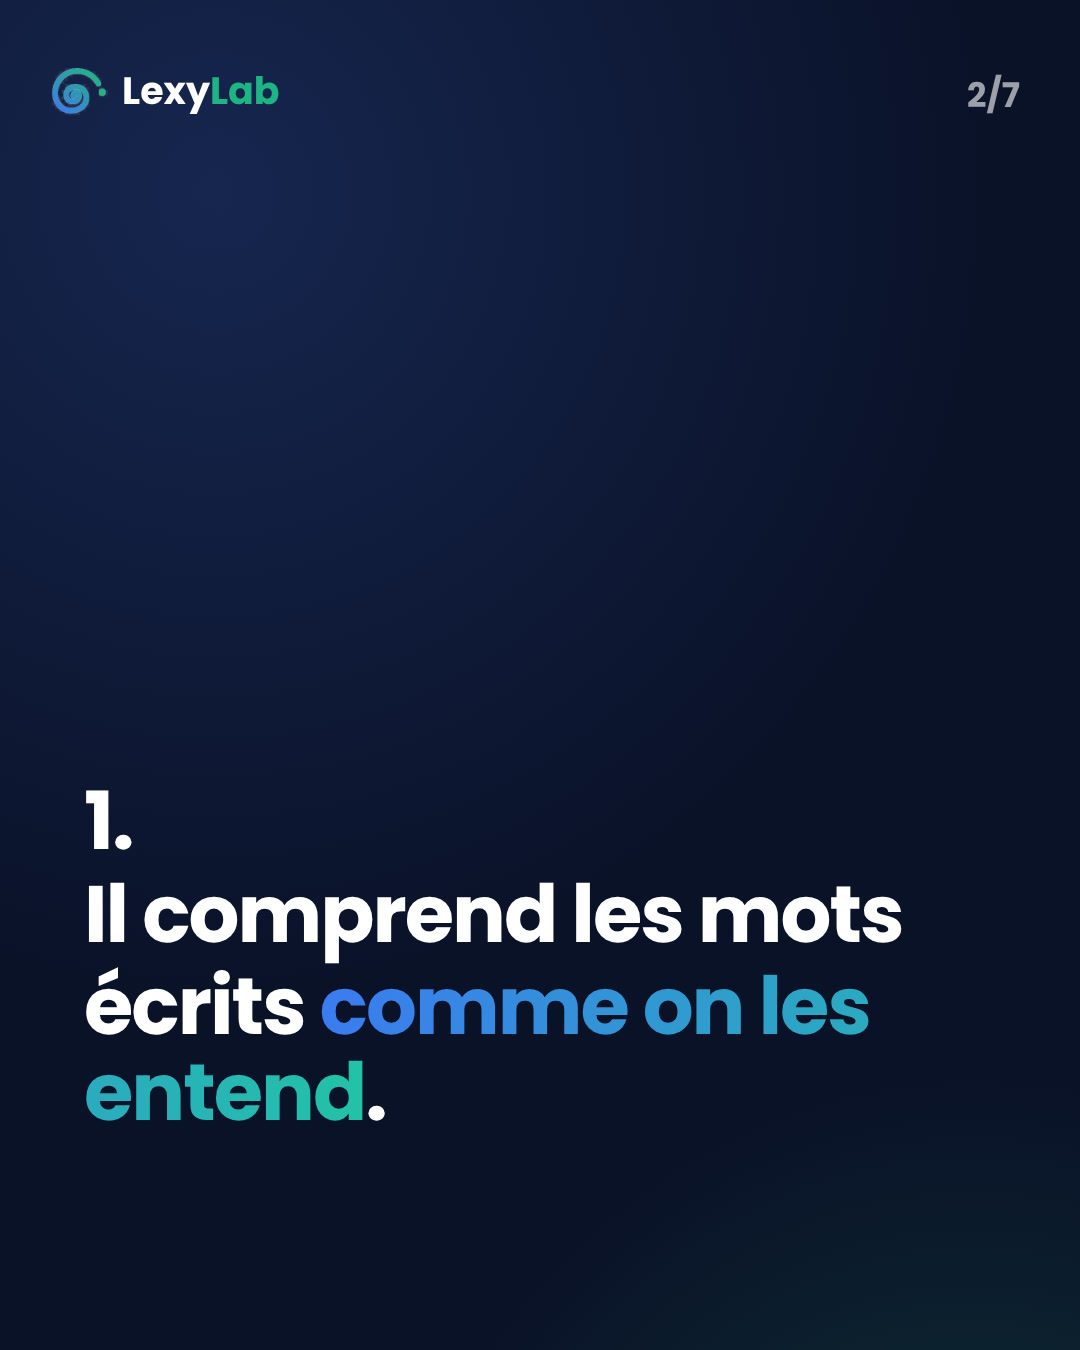 LexyLab
2/7
1.
Il comprend les mots
écrits comme on les
entend.